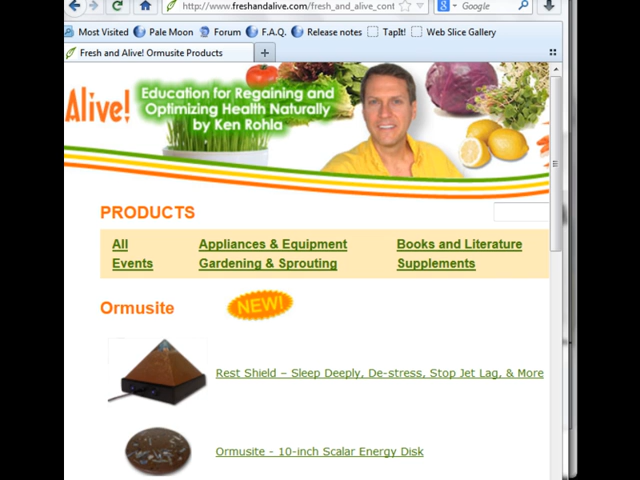 http://www.freshandalive.com/fresh_and_alive_cont
Google
Most Visited Pale Moon Forum F.A.Q. Release notes TapIt! Web Slice Gallery
Fresh and Alive! Ormusite Products
Alive!
Education for Regaining and
Optimizing Health Naturally
by Ken Rohla
PRODUCTS
All Appliances & Equipment Books and Literature
Events Gardening & Sprouting Supplements
Ormusite NEW!
Rest Shield – Sleep Deeply, De-stress, Stop Jet Lag, & More
Ormusite - 10-inch Scalar Energy Disk